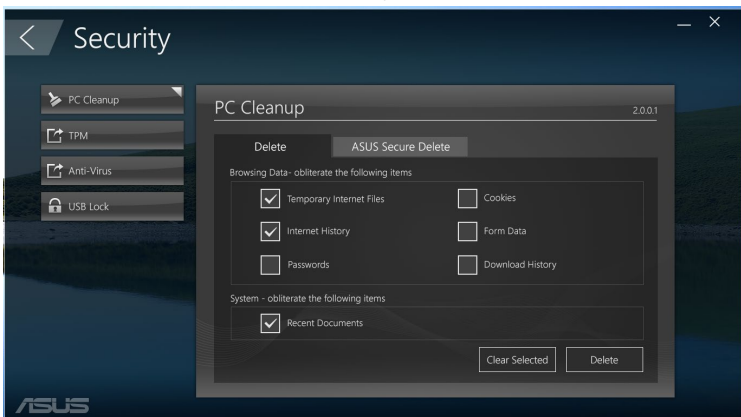 Security
PC Cleanup
TPM
Anti-Virus
USB Lock
PC Cleanup 2.0.0.1
Delete ASUS Secure Delete
Browsing Data- obliterate the following items
Temporary Internet Files Cookies
Internet History Form Data
Passwords Download History
System - obliterate the following items
Recent Documents
Clear Selected Delete
ASUS